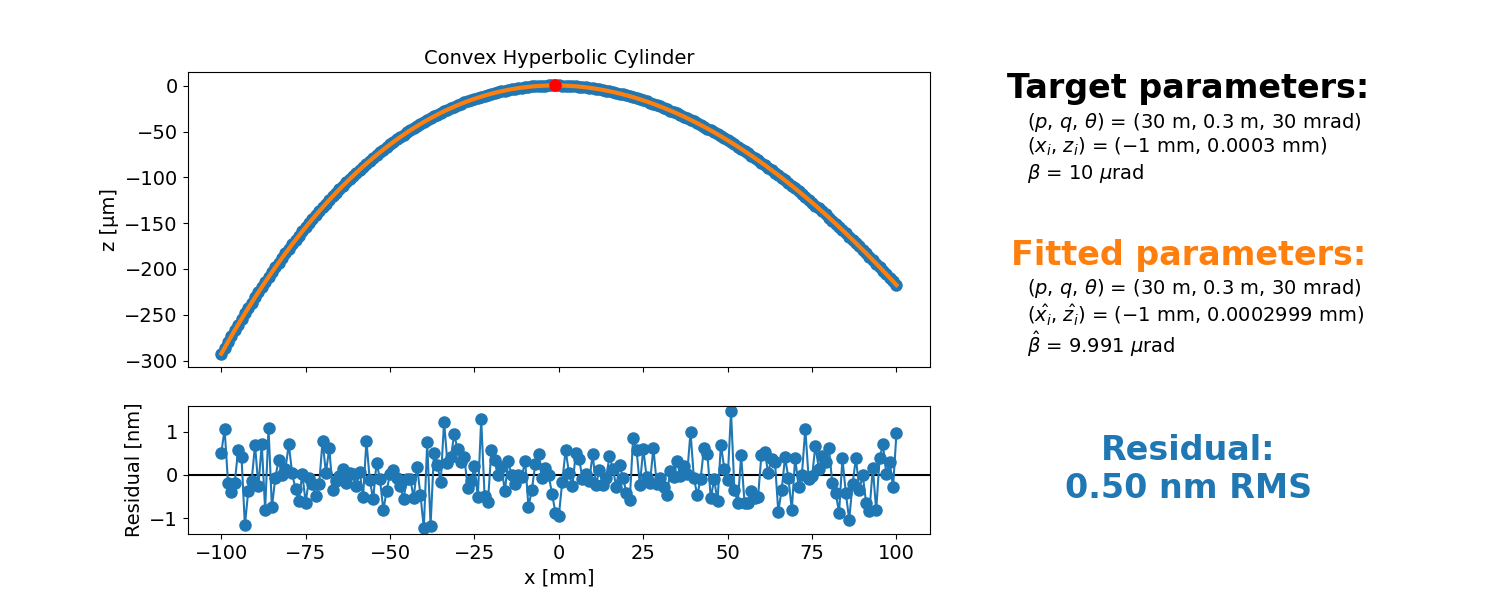 Convex Hyperbolic Cylinder
0
−50
−100
−150
−200
−250
−300
z [μm]
1
0
−1
Residual [nm]
−100 −75 −50 −25 0 25 50 75 100
x [mm]
Target parameters:
(p, q, θ) = (30 m, 0.3 m, 30 mrad)
(xᵢ, zᵢ) = (−1 mm, 0.0003 mm)
β = 10 μrad
Fitted parameters:
(p, q, θ) = (30 m, 0.3 m, 30 mrad)
(x̂ᵢ, ẑᵢ) = (−1 mm, 0.0002999 mm)
β̂ = 9.991 μrad
Residual:
0.50 nm RMS